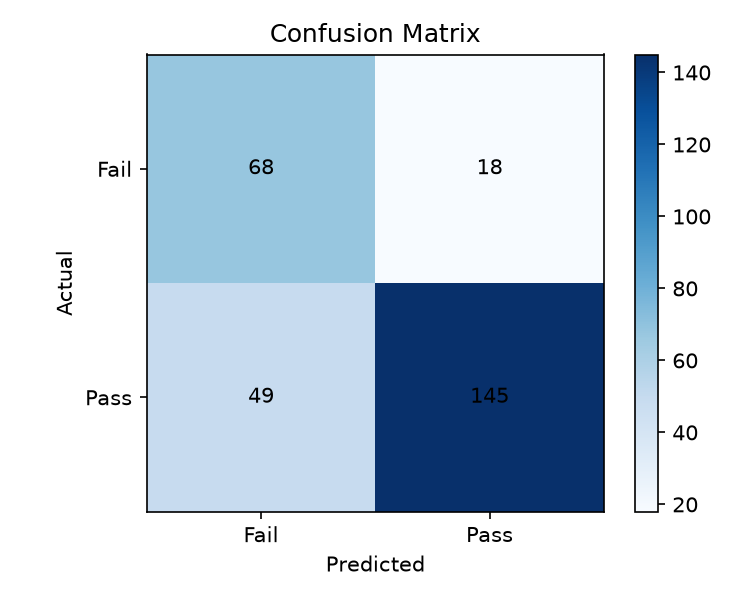 Confusion Matrix
Actual
Fail
68
18
Pass
49
145
Fail
Pass
Predicted
140
120
100
80
60
40
20